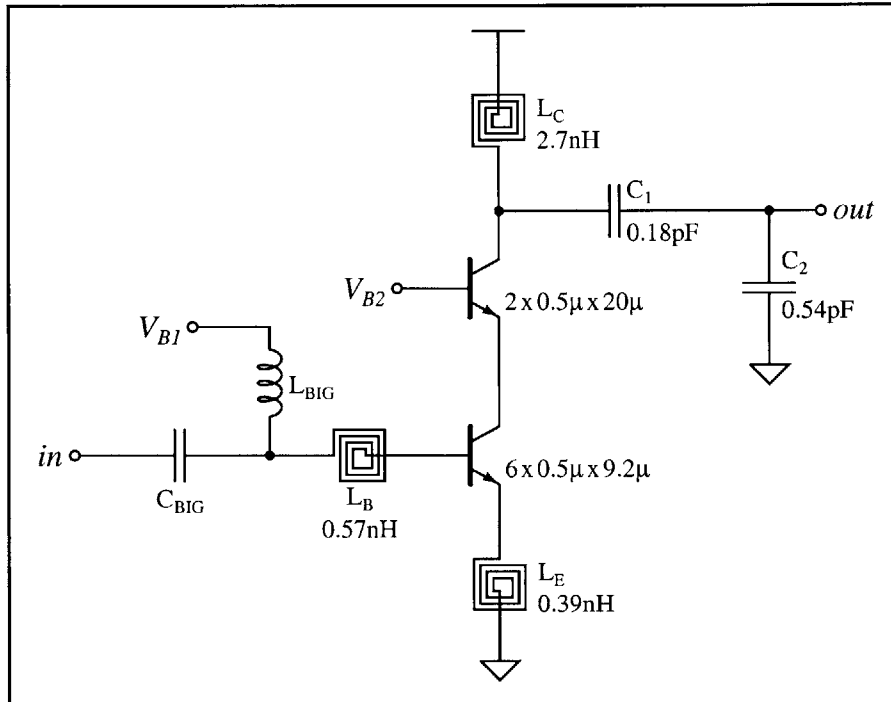 L_C
2.7nH
C_1
0.18pF
out
C_2
0.54pF
V_B2
2 x 0.5µ x 20µ
V_B1
L_BIG
in
C_BIG
L_B
0.57nH
6 x 0.5µ x 9.2µ
L_E
0.39nH